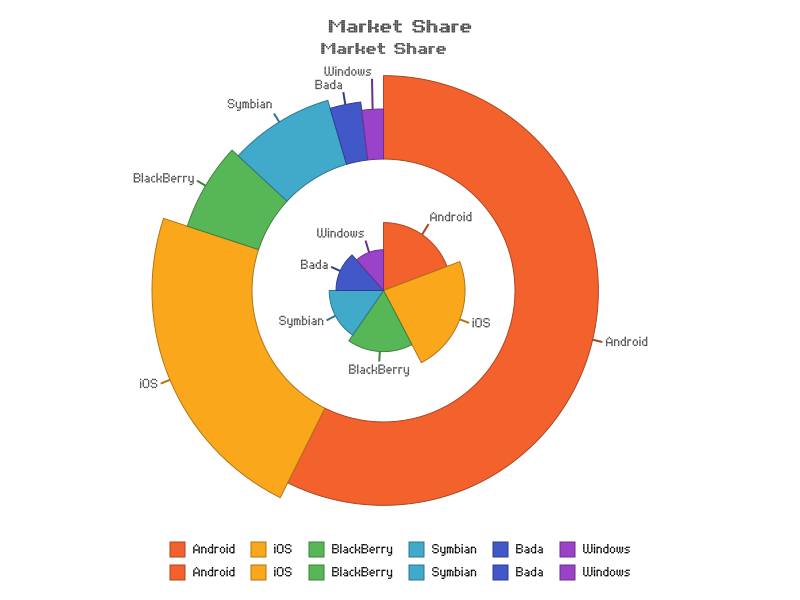 Market Share
Market Share
Windows
Bada
Symbian
BlackBerry
Android
Windows
Bada
iOS
Symbian
Android
BlackBerry
iOS
Android iOS BlackBerry Symbian Bada Windows
Android iOS BlackBerry Symbian Bada Windows